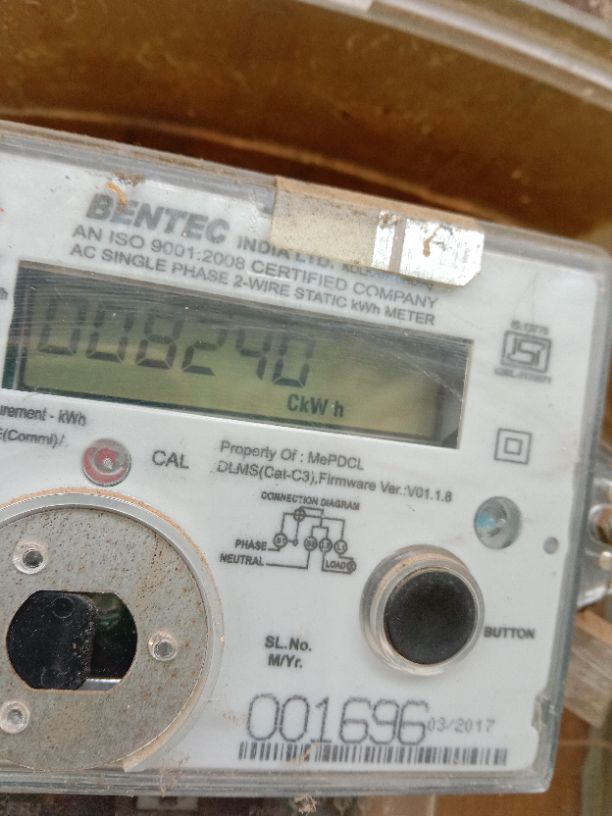 BENTEC INDIA LTD.
AN ISO 9001:2008 CERTIFIED COMPANY
AC SINGLE PHASE 2-WIRE STATIC kWh METER
008240
CkW h
urement - kWh
E(Comml)/
CAL
Property Of : MePDCL
DLMS(Cat-C3),Firmware Ver.:V01.1.8
CONNECTION DIAGRAM
PHASE
NEUTRAL
LOAD
BUTTON
SL.No.
M/Yr.
001696 03/2017